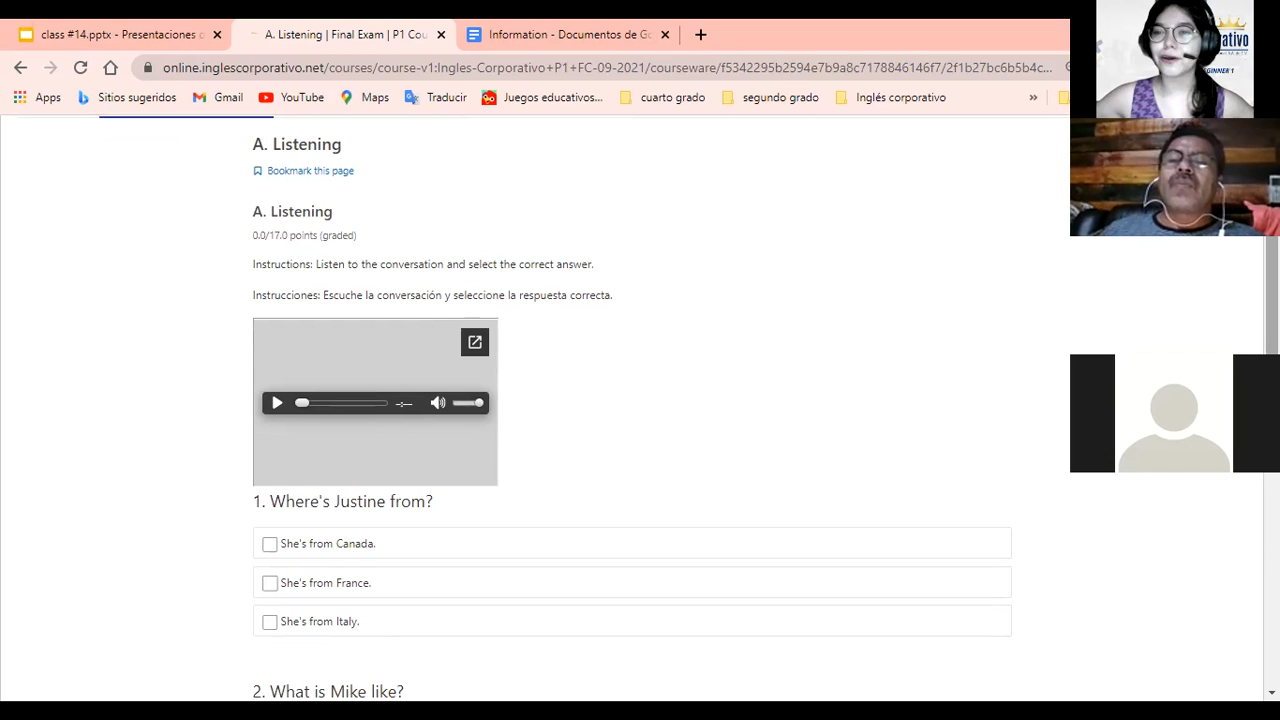 class #14.pptx - Presentaciones d
A. Listening | Final Exam | P1 Cou
Information - Documentos de Go
online.inglescorporativo.net/courses/course-v1:Ingles-Corporativo+P1+FC-09-2021/courseware/f5342295b2594e7b9a8c7178846146f7/2f1b27bc6b5b4c...
Apps
Sitios sugeridos
Gmail
YouTube
Maps
Traducir
Juegos educativos...
cuarto grado
segundo grado
Inglés corporativo
»
A. Listening
Bookmark this page
A. Listening
0.0/17.0 points (graded)
Instructions: Listen to the conversation and select the correct answer.
Instrucciones: Escuche la conversación y seleccione la respuesta correcta.
-:--
1. Where's Justine from?
She's from Canada.
She's from France.
She's from Italy.
2. What is Mike like?